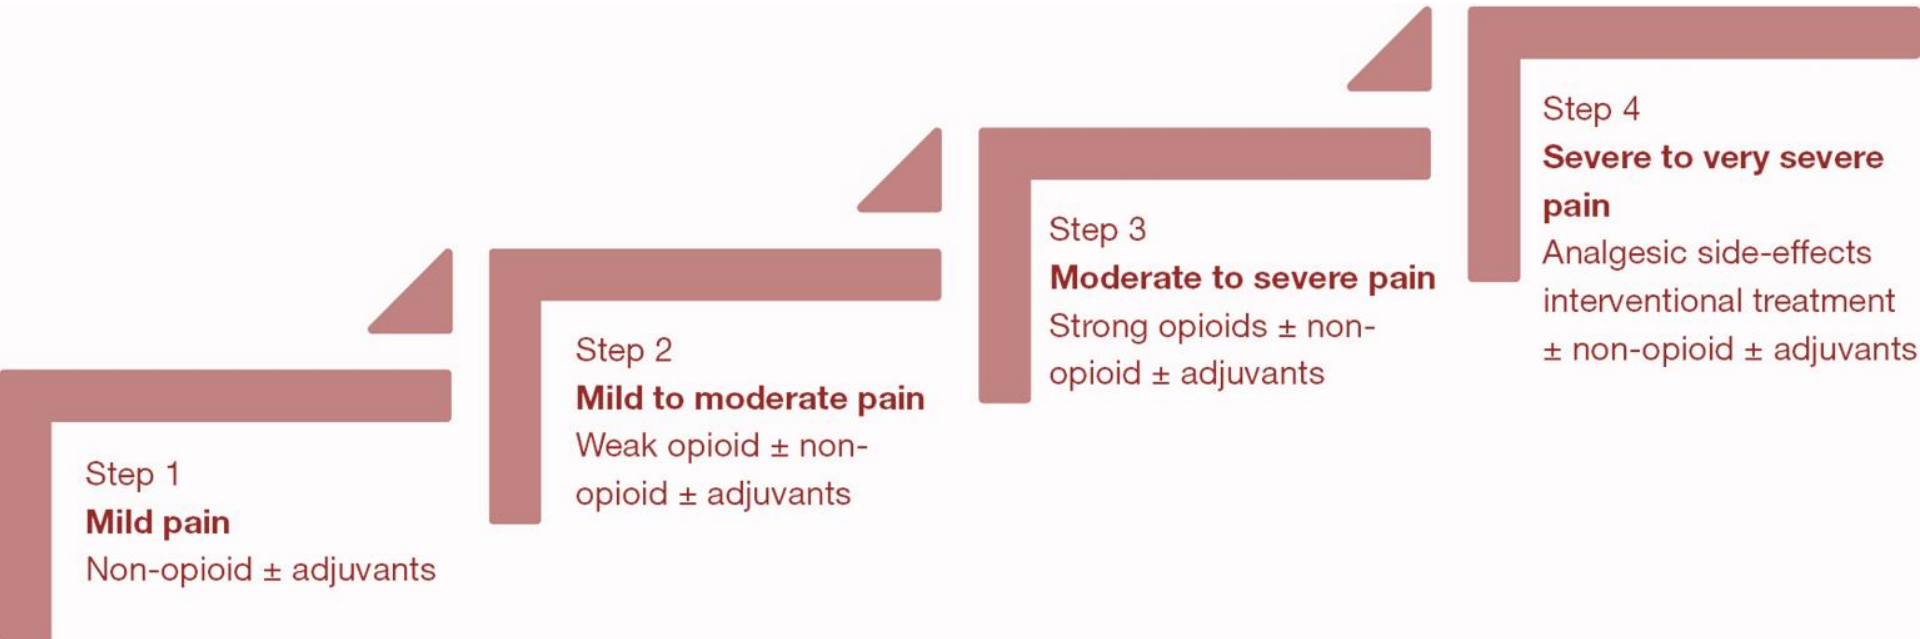 Step 1
Mild pain
Non-opioid ± adjuvants
Step 2
Mild to moderate pain
Weak opioid ± non-
opioid ± adjuvants
Step 3
Moderate to severe pain
Strong opioids ± non-
opioid ± adjuvants
Step 4
Severe to very severe
pain
Analgesic side-effects
interventional treatment
± non-opioid ± adjuvants